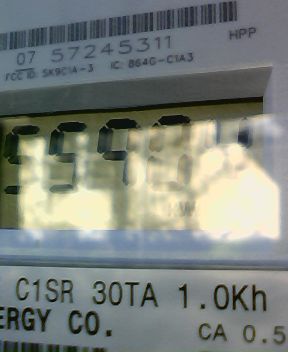 07 57245311
HPP
FCC ID: SK9C1A-3 IC: 864G-C1A3
C1SR 30TA 1.0Kh
ERGY CO.
CA 0.5